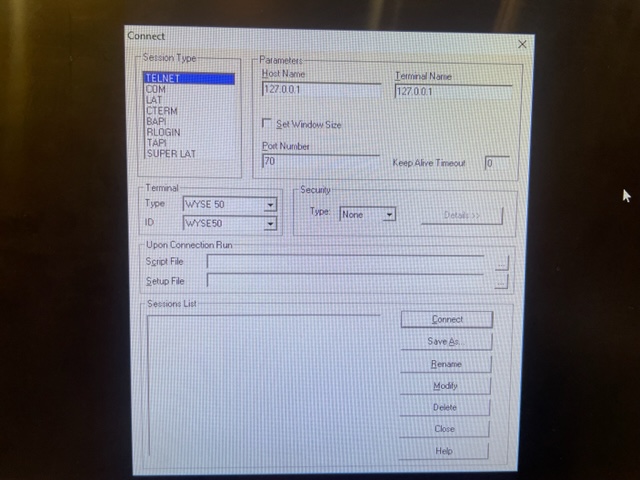 Connect
Session Type
TELNET
COM
LAT
CTERM
BAPI
RLOGIN
TAPI
SUPER LAT
Parameters
Host Name
127.0.0.1
Terminal Name
127.0.0.1
Set Window Size
Port Number
70
Keep Alive Timeout
0
Terminal
Type
WYSE 50
ID
WYSE50
Security
Type:
None
Details >>
Upon Connection Run
Script File
...
Setup File
...
Sessions List
Connect
Save As...
Rename
Modify
Delete
Close
Help